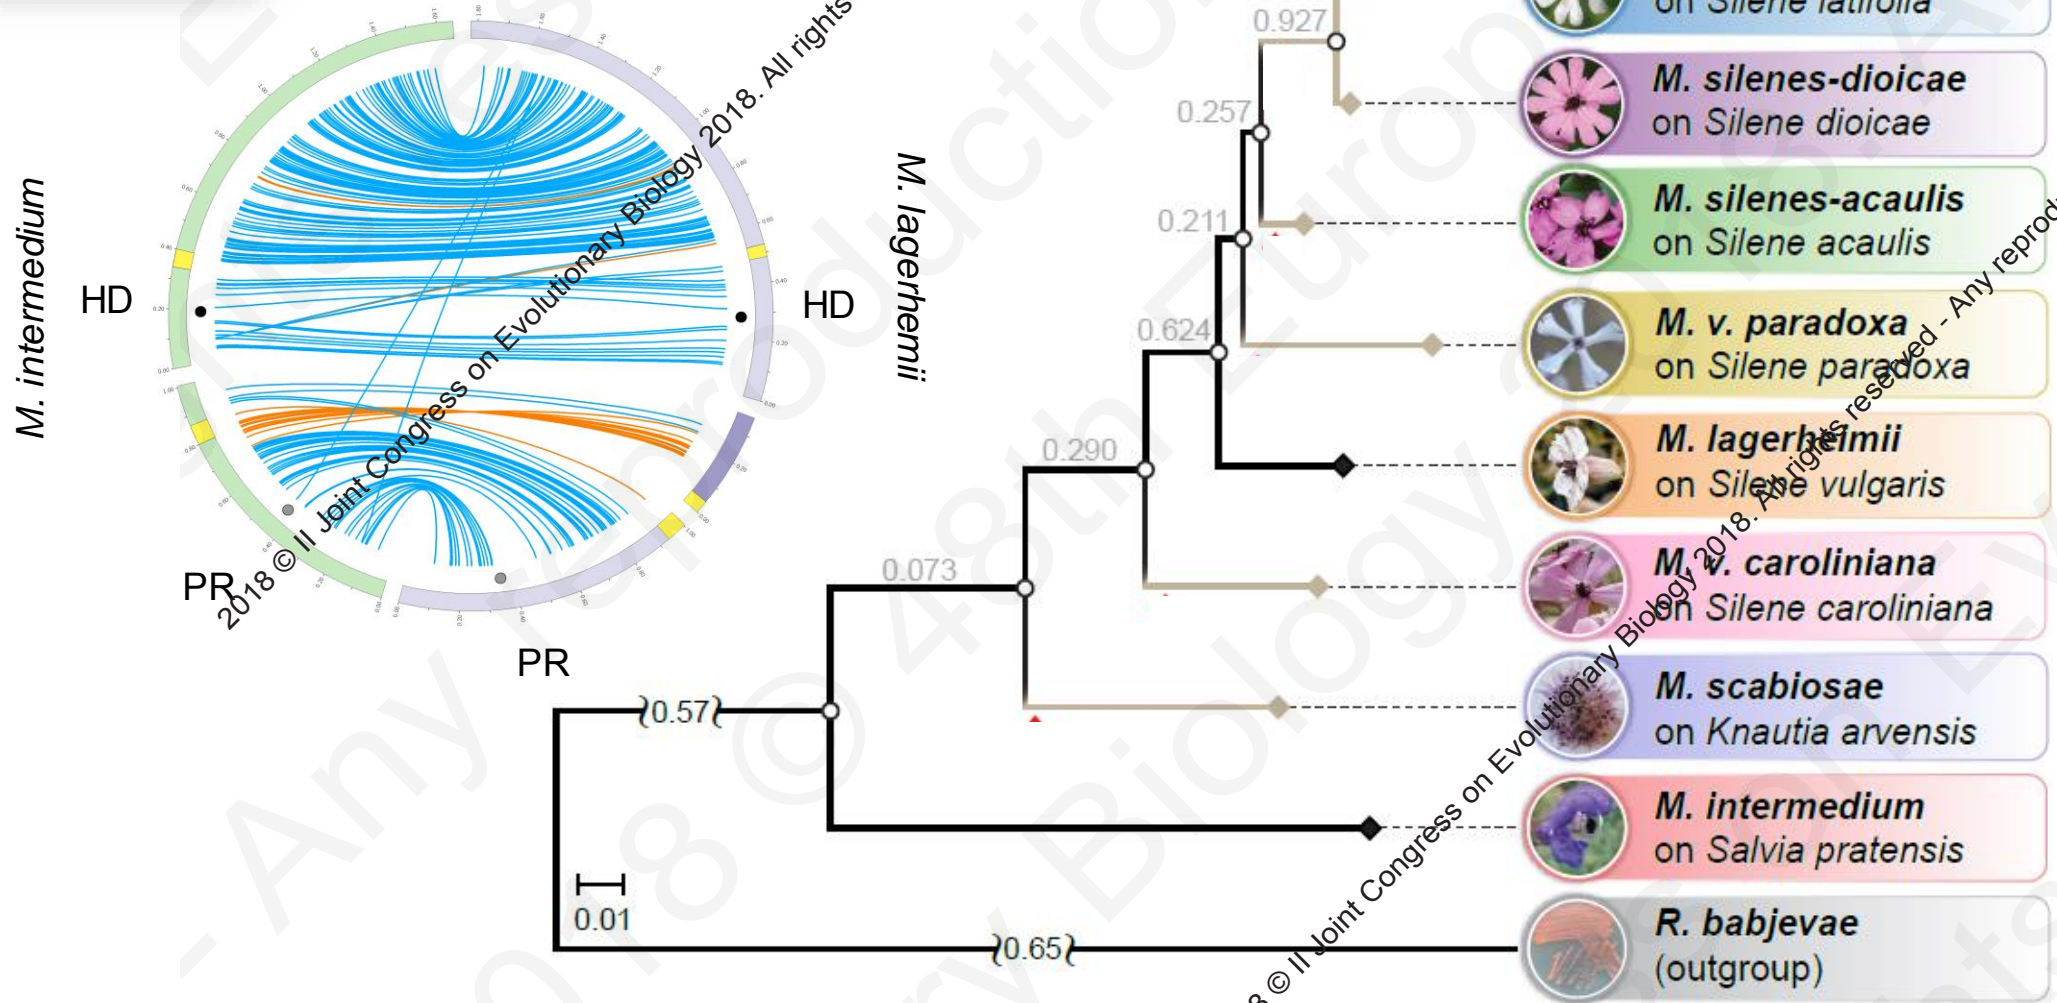 M. intermedium
HD
PR
HD
PR
M. lagerhemii
0.927
0.257
0.211
0.624
0.290
0.073
0.57
0.01
0.65
on Silene latifolia
M. silenes-dioicae
on Silene dioicae
M. silenes-acaulis
on Silene acaulis
M. v. paradoxa
on Silene paradoxa
M. lagerheimii
on Silene vulgaris
M. v. caroliniana
on Silene caroliniana
M. scabiosae
on Knautia arvensis
M. intermedium
on Salvia pratensis
R. babjevae
(outgroup)
2018 © II Joint Congress on Evolutionary Biology 2018. All rights
8 © II Joint Congress on Evolutionary Biology 2018. All rights reserved - Any reprod